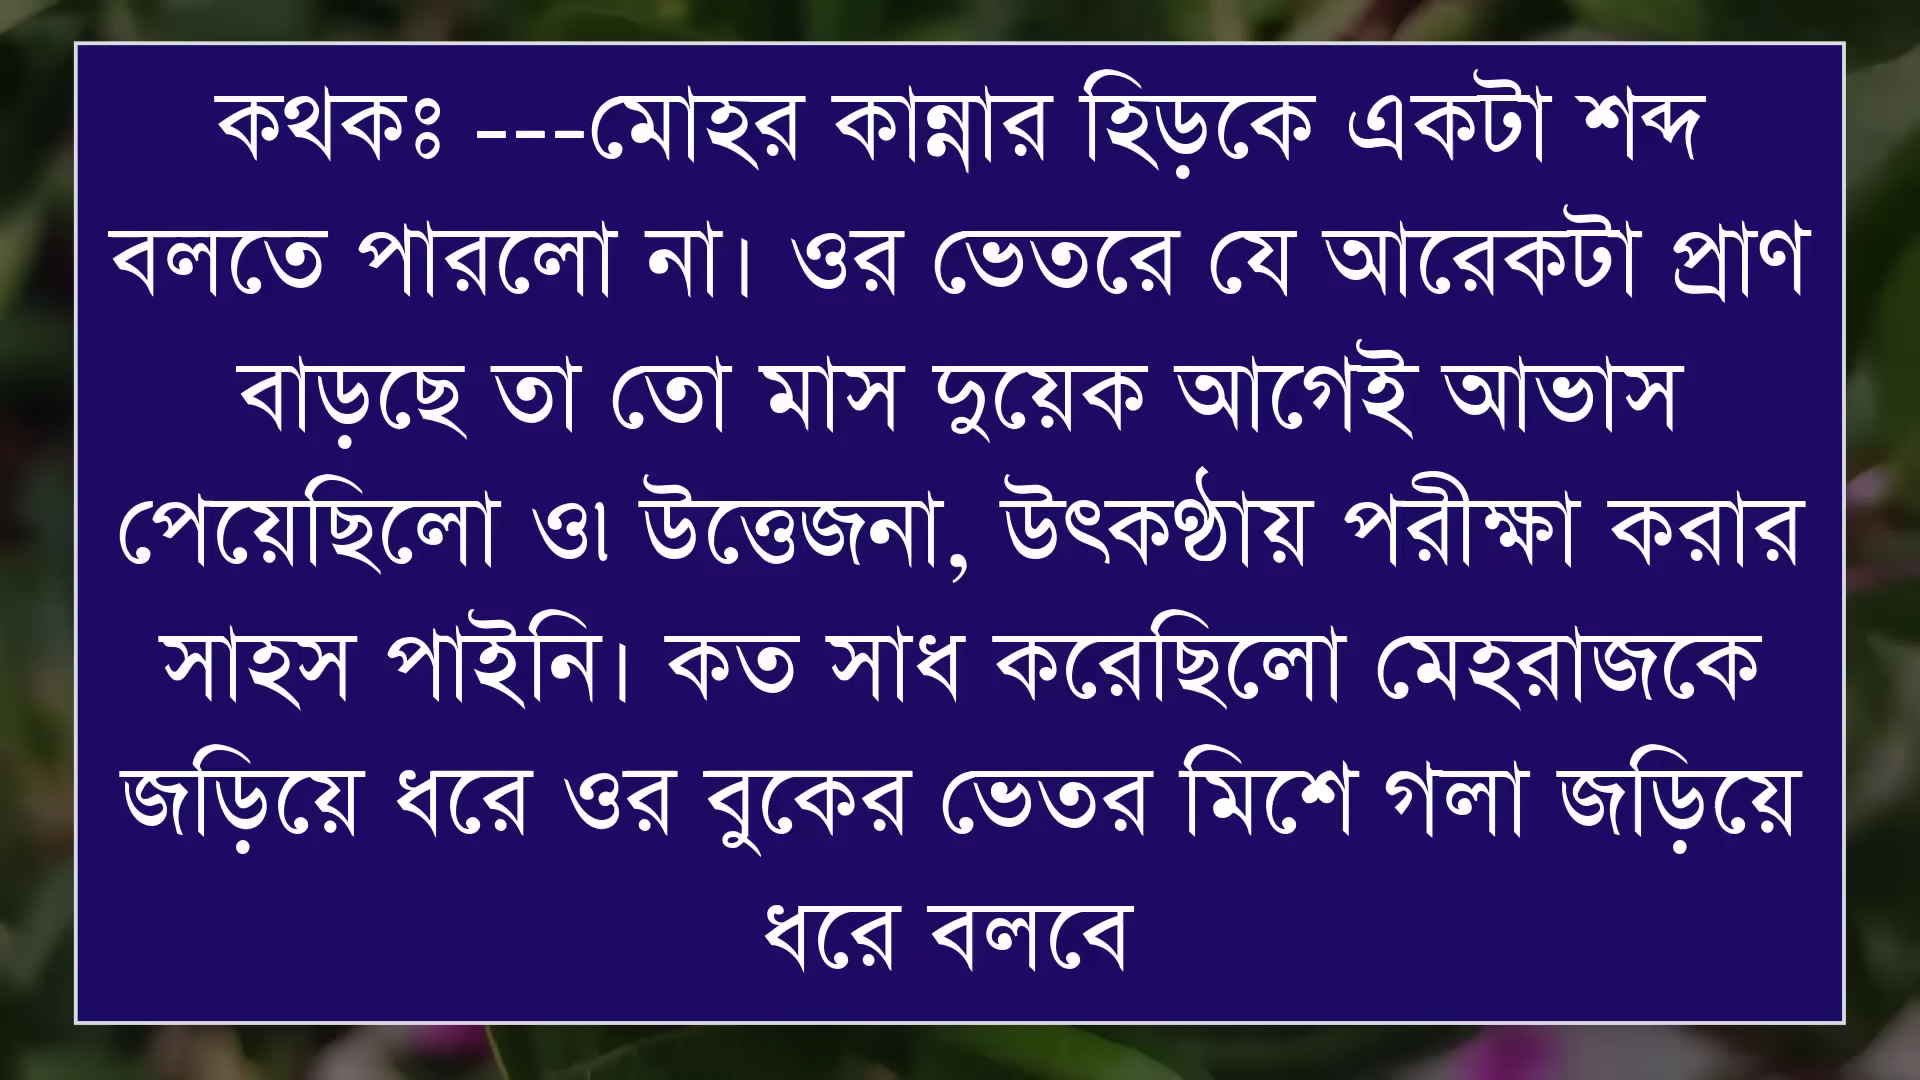 কথকঃ ---মোহর কান্নার হিড়কে একটা শব্দ
বলতে পারলো না। ওর ভেতরে যে আরেকটা প্রাণ
বাড়ছে তা তো মাস দুয়েক আগেই আভাস
পেয়েছিলো ও৷ উত্তেজনা, উৎকণ্ঠায় পরীক্ষা করার
সাহস পাইনি। কত সাধ করেছিলো মেহরাজকে
জড়িয়ে ধরে ওর বুকের ভেতর মিশে গলা জড়িয়ে
ধরে বলবে